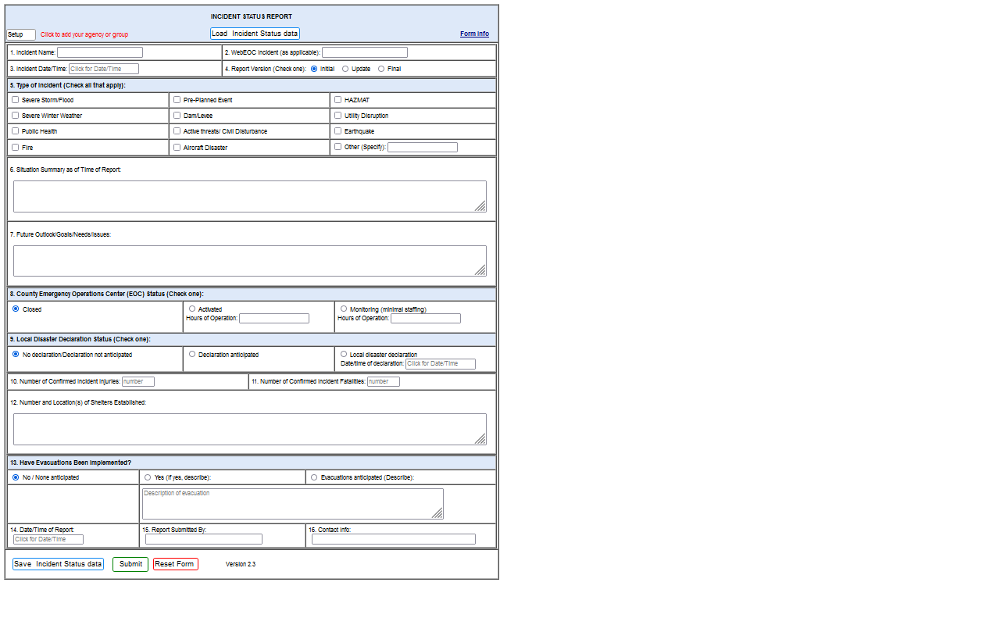 INCIDENT STATUS REPORT
Setup Click to add your agency or group Load Incident Status data Form Info
1. Incident Name: 2. WebEOC Incident (as applicable):
3. Incident Date/Time: Click for Date/Time 4. Report Version (Check one): Initial Update Final
5. Type of Incident (Check all that apply):
Severe Storm/Flood Pre-Planned Event HAZMAT
Severe Winter Weather Dam/Levee Utility Disruption
Public Health Active threats/ Civil Disturbance Earthquake
Fire Aircraft Disaster Other (Specify):
6. Situation Summary as of Time of Report:
7. Future Outlook/Goals/Needs/Issues:
8. County Emergency Operations Center (EOC) Status (Check one):
Closed Activated Monitoring (minimal staffing)
Hours of Operation: Hours of Operation:
9. Local Disaster Declaration Status (Check one):
No declaration/Declaration not anticipated Declaration anticipated Local disaster declaration
Date/time of declaration: Click for Date/Time
10. Number of Confirmed Incident Injuries: number 11. Number of Confirmed Incident Fatalities: number
12. Number and Location(s) of Shelters Established:
13. Have Evacuations Been Implemented?
No / None anticipated Yes (if yes, describe): Evacuations anticipated (Describe):
Description of evacuation
14. Date/Time of Report: 15. Report Submitted By: 16. Contact Info:
Click for Date/Time
Save Incident Status data Submit Reset Form Version 2.3